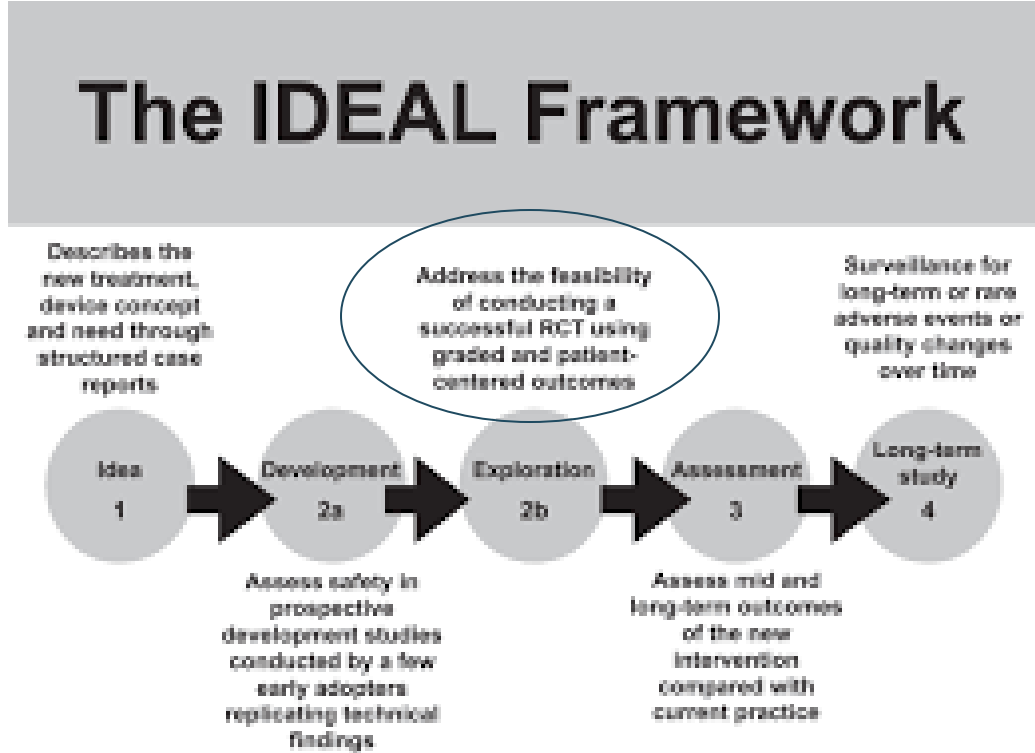 The IDEAL Framework
Describes the
new treatment,
device concept
and need through
structured case
reports
Address the feasibility
of conducting a
successful RCT using
graded and patient-
centered outcomes
Surveillance for
long-term or rare
adverse events or
quality changes
over time
Idea
1
Development
2a
Exploration
2b
Assessment
3
Long-term
study
4
Assess safety in
prospective
development studies
conducted by a few
early adopters
replicating technical
findings
Assess mid and
long-term outcomes
of the new
intervention
compared with
current practice